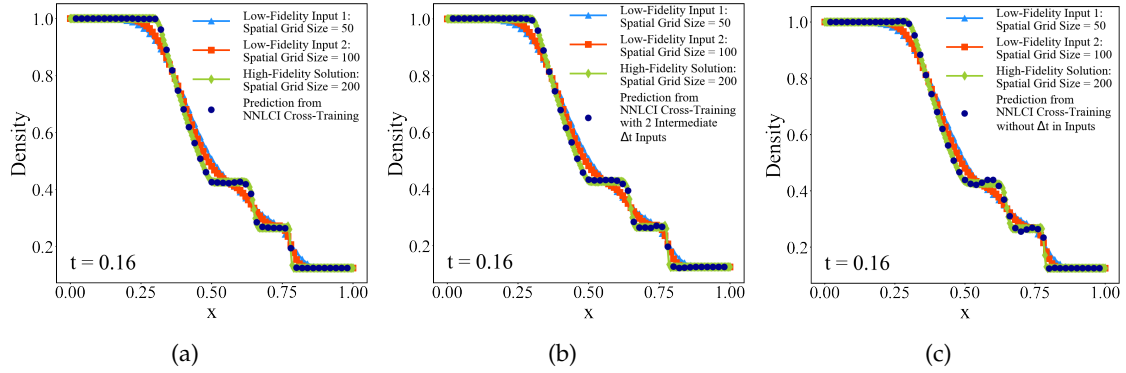 Low-Fidelity Input 1:
Spatial Grid Size = 50
Low-Fidelity Input 2:
Spatial Grid Size = 100
High-Fidelity Solution:
Spatial Grid Size = 200
Prediction from
NNLCI Cross-Training
Density
1.0
0.8
0.6
0.4
0.2
t = 0.16
0.00 0.25 0.50 0.75 1.00
x
(a)
Low-Fidelity Input 1:
Spatial Grid Size = 50
Low-Fidelity Input 2:
Spatial Grid Size = 100
High-Fidelity Solution:
Spatial Grid Size = 200
Prediction from
NNLCI Cross-Training
with 2 Intermediate
Δt Inputs
Density
1.0
0.8
0.6
0.4
0.2
t = 0.16
0.00 0.25 0.50 0.75 1.00
x
(b)
Low-Fidelity Input 1:
Spatial Grid Size = 50
Low-Fidelity Input 2:
Spatial Grid Size = 100
High-Fidelity Solution:
Spatial Grid Size = 200
Prediction from
NNLCI Cross-Training
without Δt in Inputs
Density
1.0
0.8
0.6
0.4
0.2
t = 0.16
0.00 0.25 0.50 0.75 1.00
x
(c)